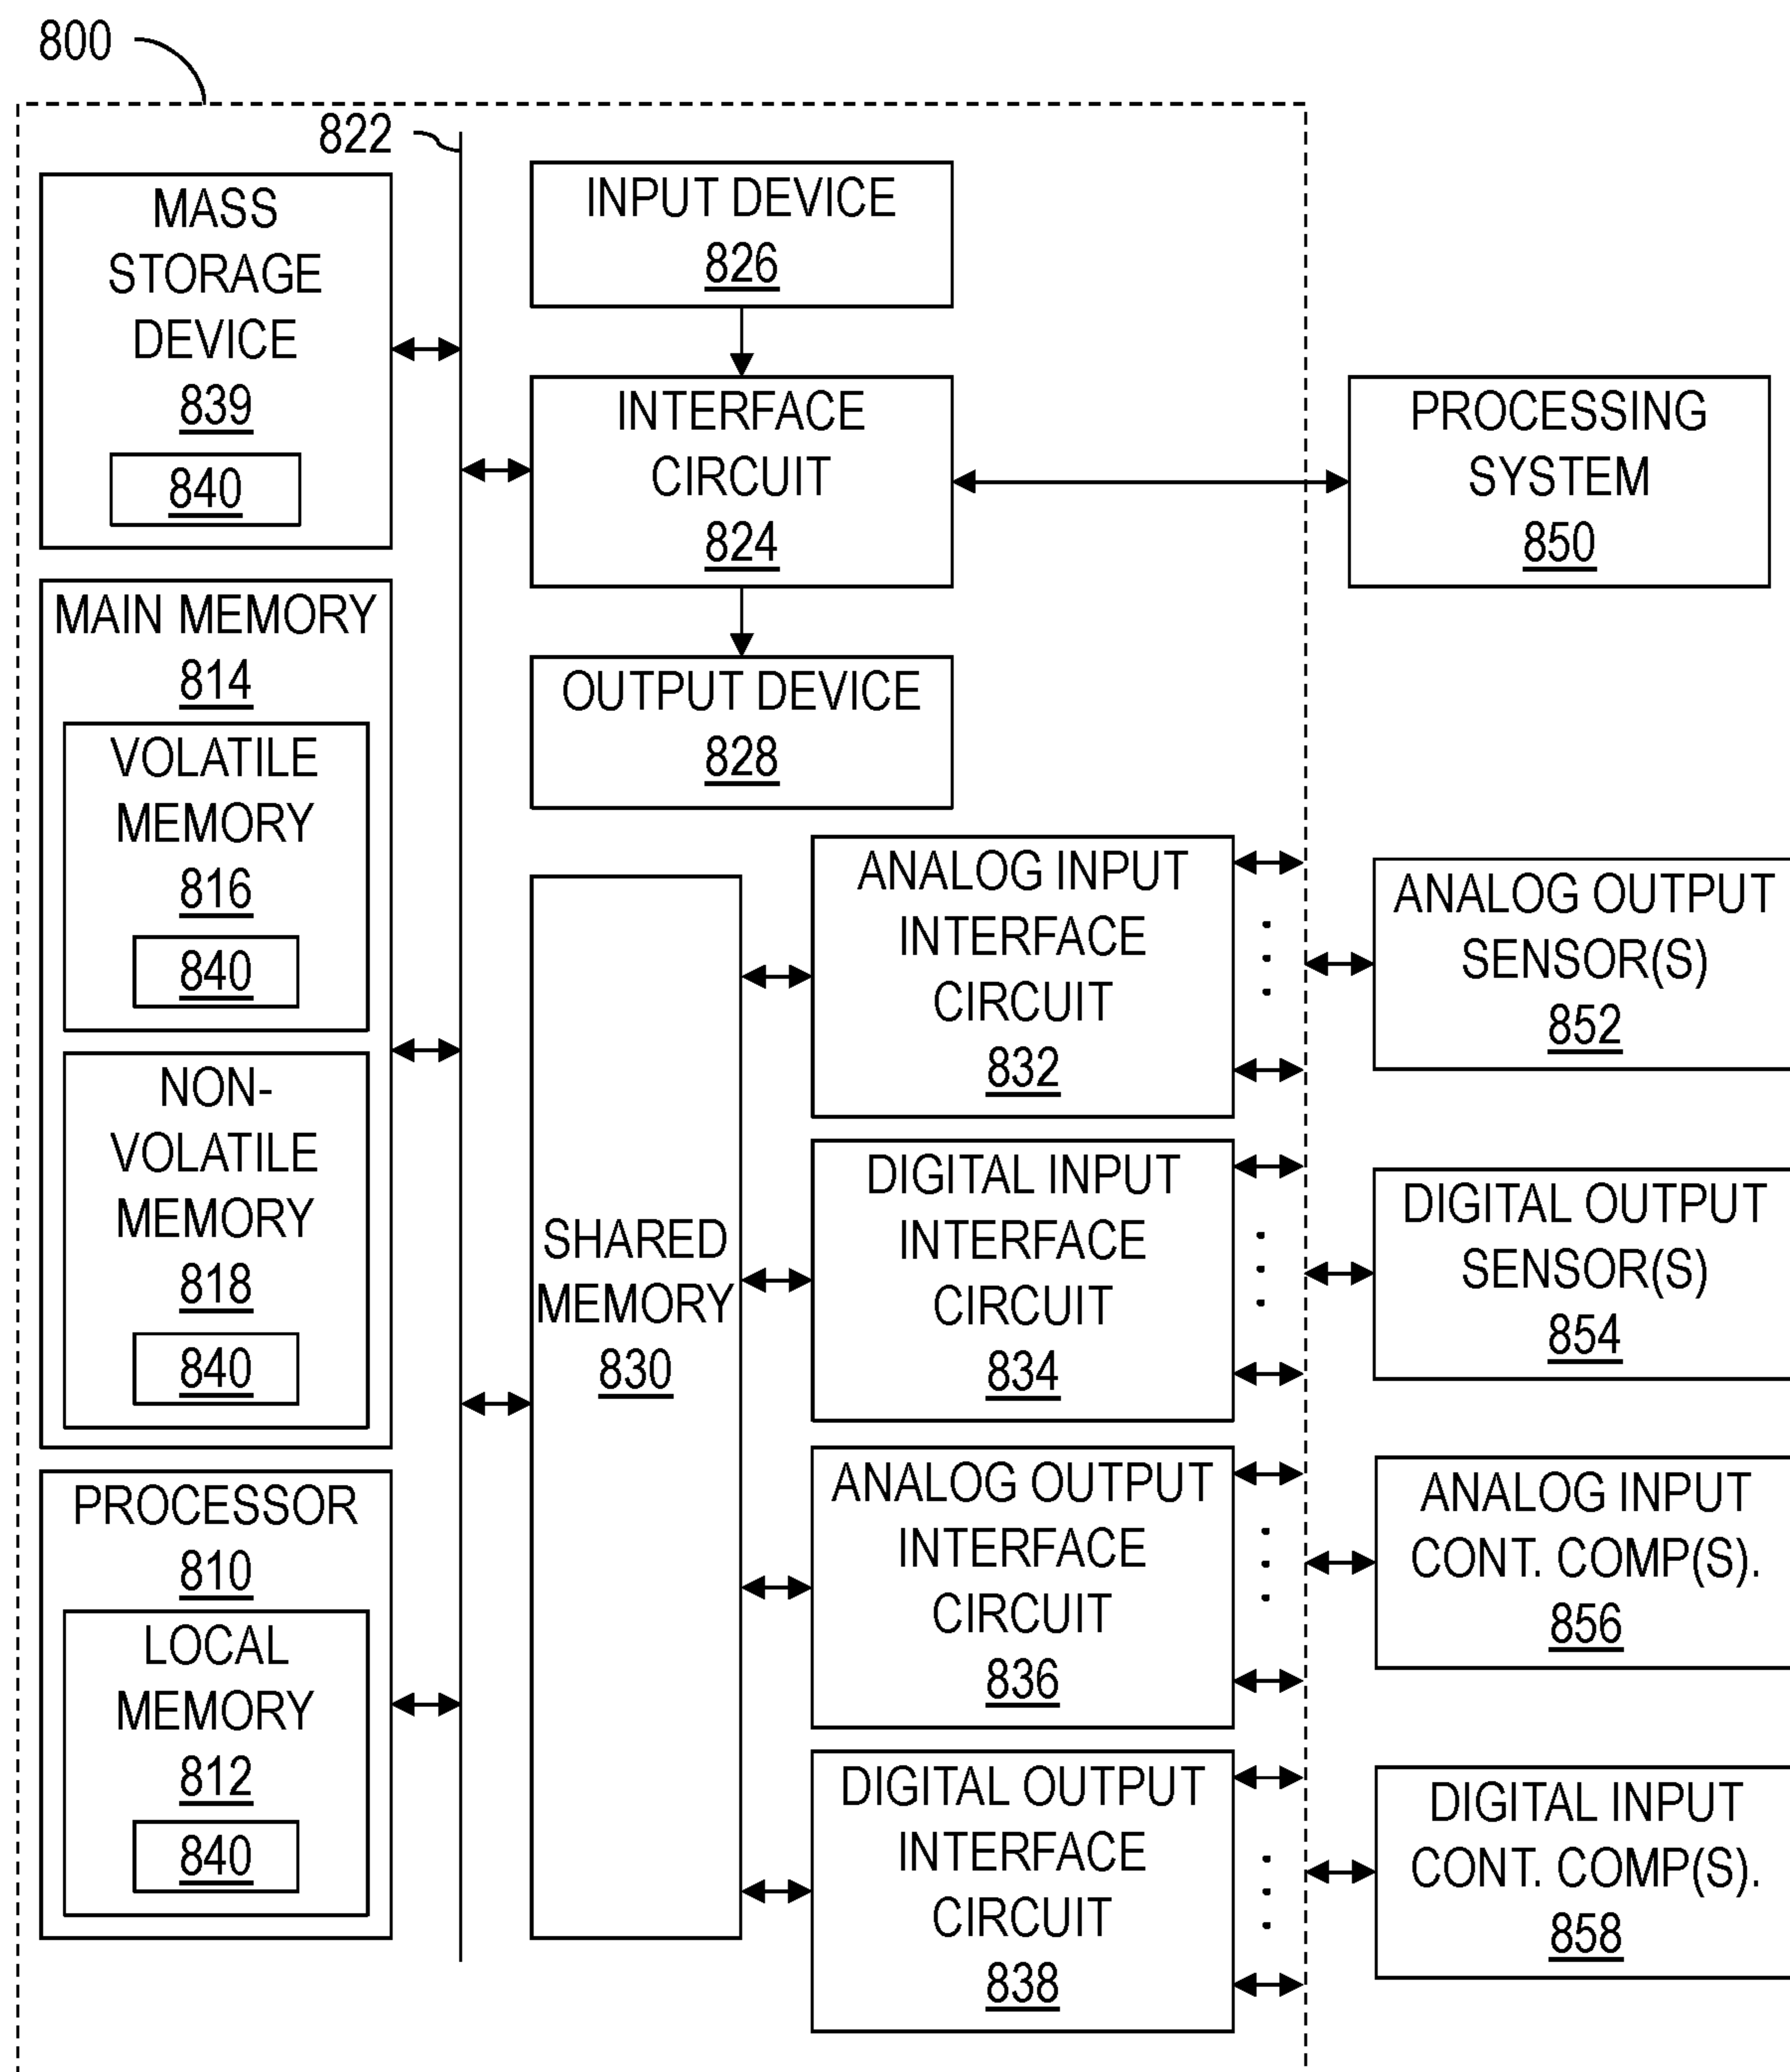 800
822
MASS
STORAGE
DEVICE
839
840
MAIN MEMORY
814
VOLATILE
MEMORY
816
840
NON-
VOLATILE
MEMORY
818
840
PROCESSOR
810
LOCAL
MEMORY
812
840
INPUT DEVICE
826
INTERFACE
CIRCUIT
824
OUTPUT DEVICE
828
SHARED
MEMORY
830
ANALOG INPUT
INTERFACE
CIRCUIT
832
DIGITAL INPUT
INTERFACE
CIRCUIT
834
ANALOG OUTPUT
INTERFACE
CIRCUIT
836
DIGITAL OUTPUT
INTERFACE
CIRCUIT
838
PROCESSING
SYSTEM
850
ANALOG OUTPUT
SENSOR(S)
852
DIGITAL OUTPUT
SENSOR(S)
854
ANALOG INPUT
CONT. COMP(S).
856
DIGITAL INPUT
CONT. COMP(S).
858